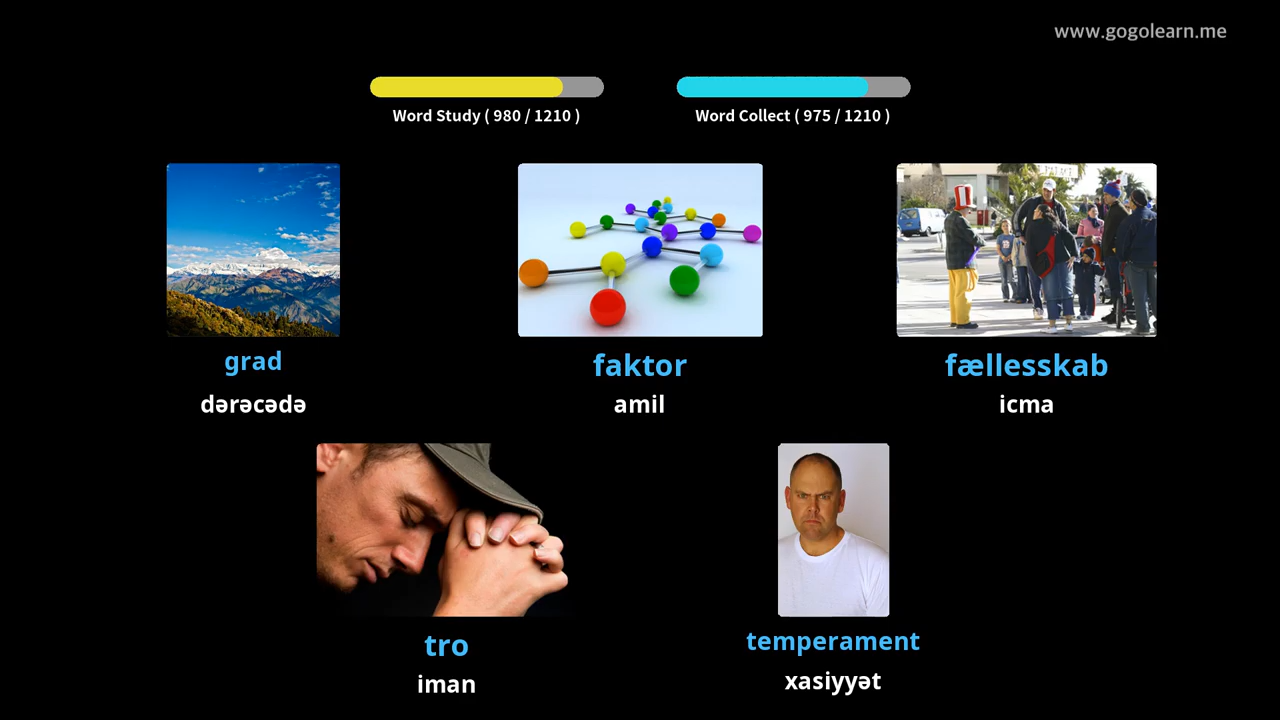 www.gogolearn.me
Word Study ( 980 / 1210 )
Word Collect ( 975 / 1210 )
grad
dərəcədə
faktor
amil
fællesskab
icma
tro
iman
temperament
xasiyyət